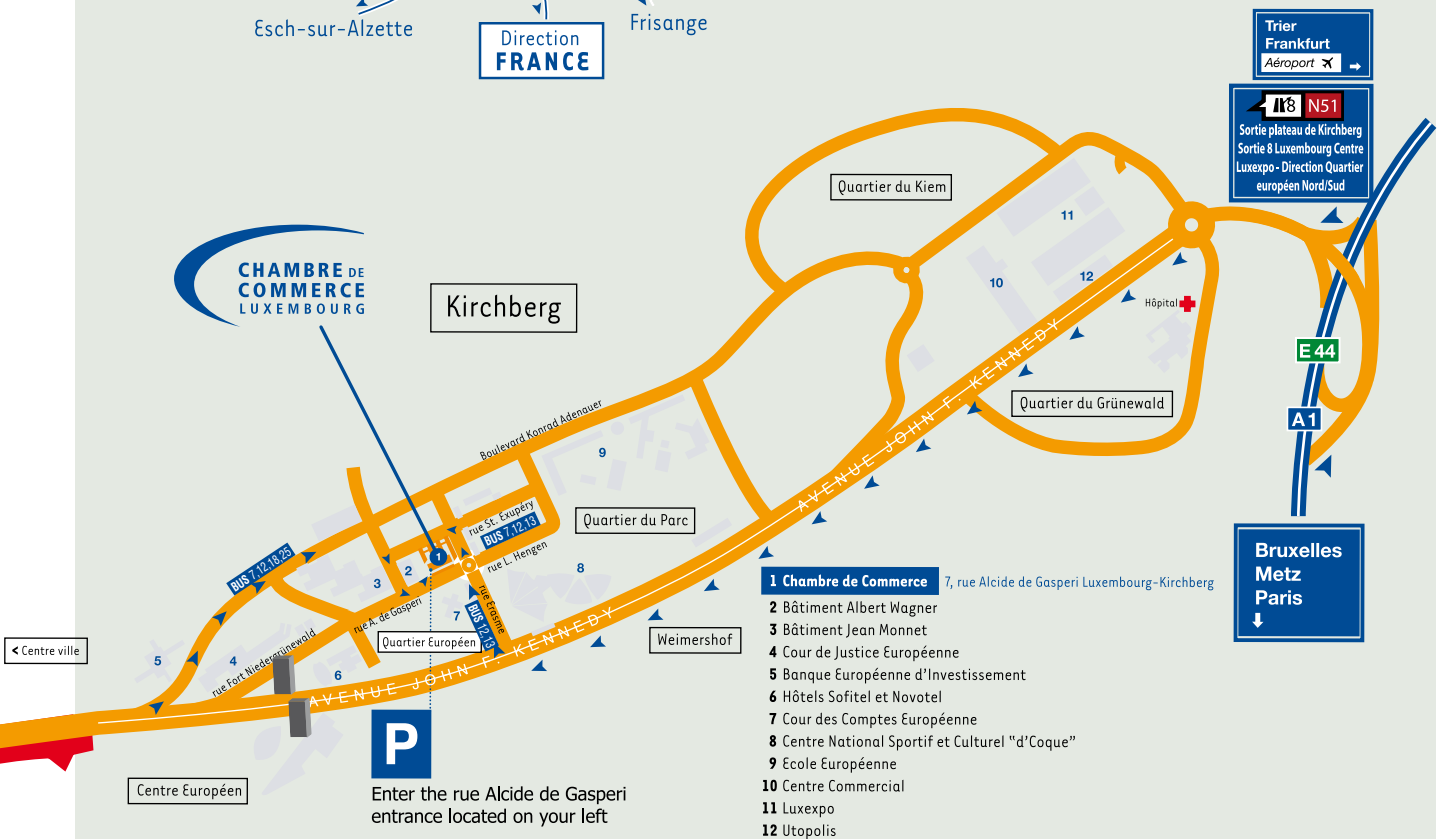 Esch-sur-Alzette
Direction
FRANCE
Frisange
Trier
Frankfurt
Aéroport
8 N51
Sortie plateau de Kirchberg
Sortie 8 Luxembourg Centre
Luxexpo - Direction Quartier
européen Nord/Sud
Quartier du Kiem
11
10
12
Hôpital
CHAMBRE DE
COMMERCE
LUXEMBOURG
Kirchberg
E 44
A 1
Quartier du Grünewald
AVENUE JOHN F. KENNEDY
Boulevard Konrad Adenauer
9
rue St. Exupéry
BUS 7,12,13
Quartier du Parc
rue L. Hengen
BUS 7,12,18,25
1
2
3
8
rue A. de Gasperi
7
rue Erasme
BUS 12,13
Quartier Européen
Weimershof
< Centre ville
5
4
rue Fort Niedergrünewald
6
AVENUE JOHN F. KENNEDY
Bruxelles
Metz
Paris
Centre Européen
P
Enter the rue Alcide de Gasperi
entrance located on your left
1 Chambre de Commerce 7, rue Alcide de Gasperi Luxembourg-Kirchberg
2 Bâtiment Albert Wagner
3 Bâtiment Jean Monnet
4 Cour de Justice Européenne
5 Banque Européenne d'Investissement
6 Hôtels Sofitel et Novotel
7 Cour des Comptes Européenne
8 Centre National Sportif et Culturel "d'Coque"
9 Ecole Européenne
10 Centre Commercial
11 Luxexpo
12 Utopolis